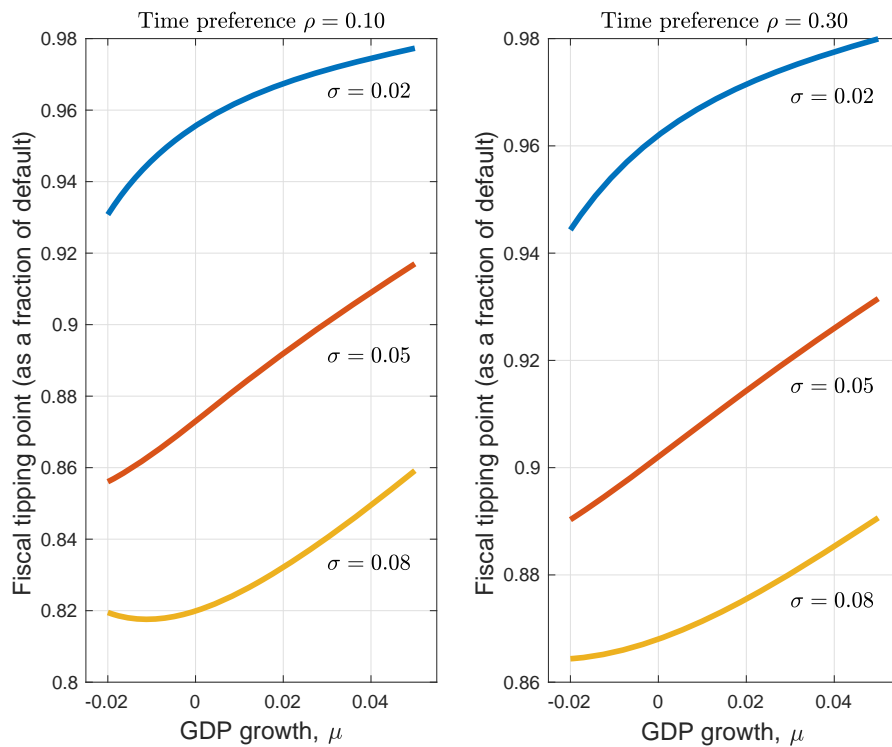 Time preference ρ = 0.10
Fiscal tipping point (as a fraction of default)
0.98
0.96
0.94
0.92
0.9
0.88
0.86
0.84
0.82
0.8
σ = 0.02
σ = 0.05
σ = 0.08
-0.02 0 0.02 0.04
GDP growth, μ
Time preference ρ = 0.30
Fiscal tipping point (as a fraction of default)
0.98
0.96
0.94
0.92
0.9
0.88
0.86
σ = 0.02
σ = 0.05
σ = 0.08
-0.02 0 0.02 0.04
GDP growth, μ